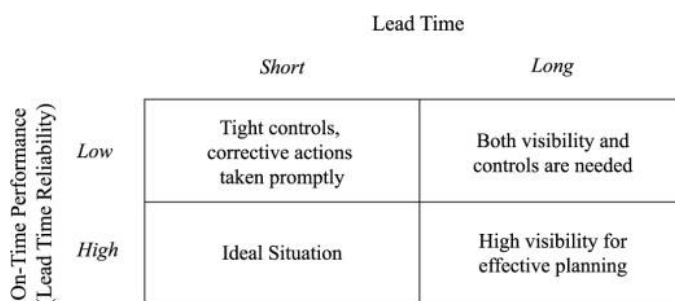 Lead Time
Short
Long
On-Time Performance
(Lead Time Reliability)
Low
Tight controls,
corrective actions
taken promptly
Both visibility and
controls are needed
High
Ideal Situation
High visibility for
effective planning